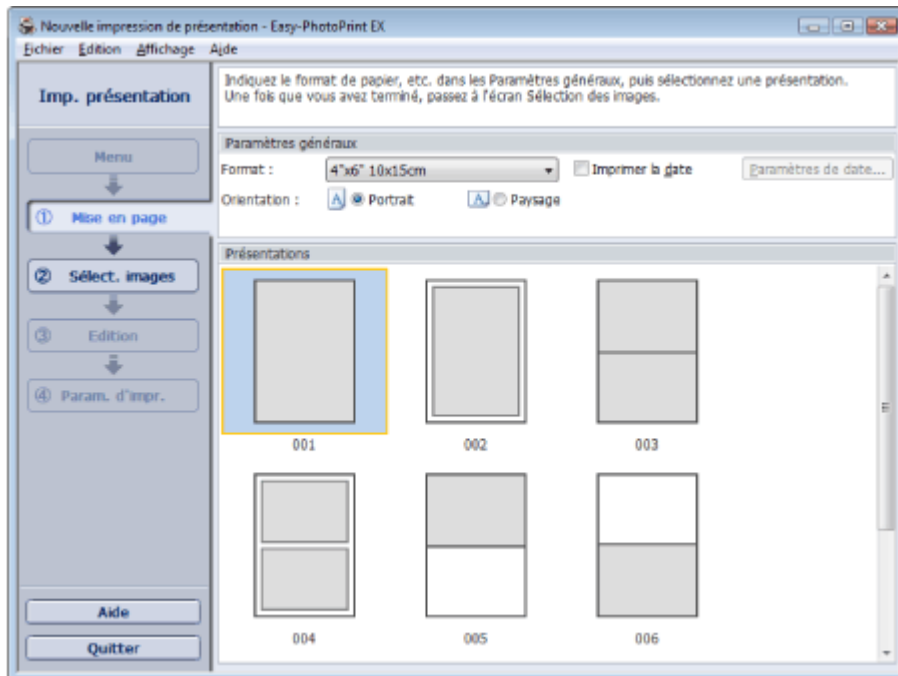 Nouvelle impression de présentation - Easy-PhotoPrint EX
Fichier Edition Affichage Aide
Imp. présentation
Menu
① Mise en page
② Sélect. images
③ Edition
④ Param. d'impr.
Aide
Quitter
Indiquez le format de papier, etc. dans les Paramètres généraux, puis sélectionnez une présentation.
Une fois que vous avez terminé, passez à l'écran Sélection des images.
Paramètres généraux
Format : 4"x6" 10x15cm Imprimer la date Paramètres de date...
Orientation : A Portrait A Paysage
Présentations
001 002 003
004 005 006